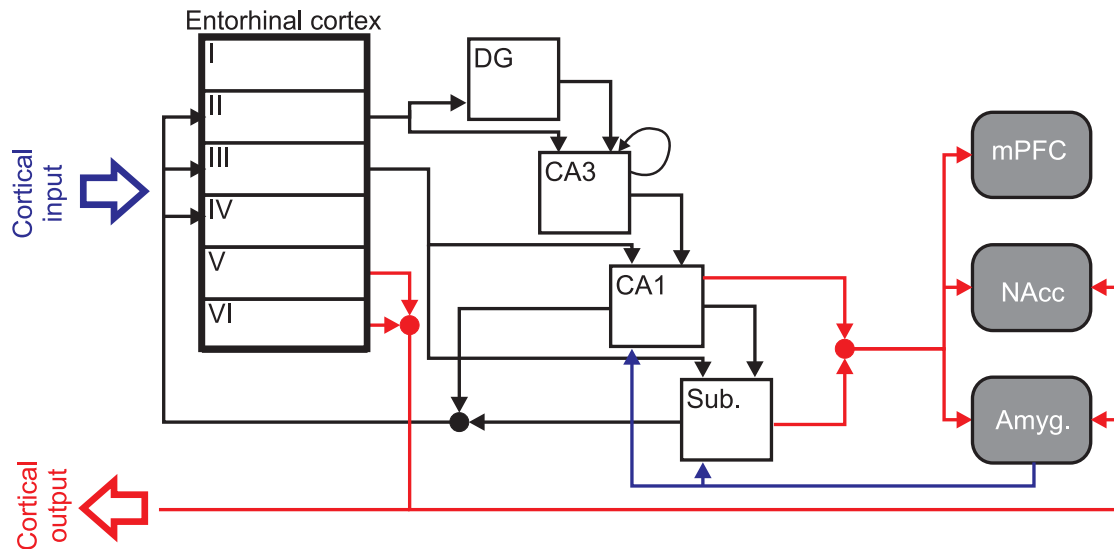 Entorhinal cortex
I
II
III
IV
V
VI
DG
CA3
CA1
Sub.
mPFC
NAcc
Amyg.
Cortical
input
Cortical
output